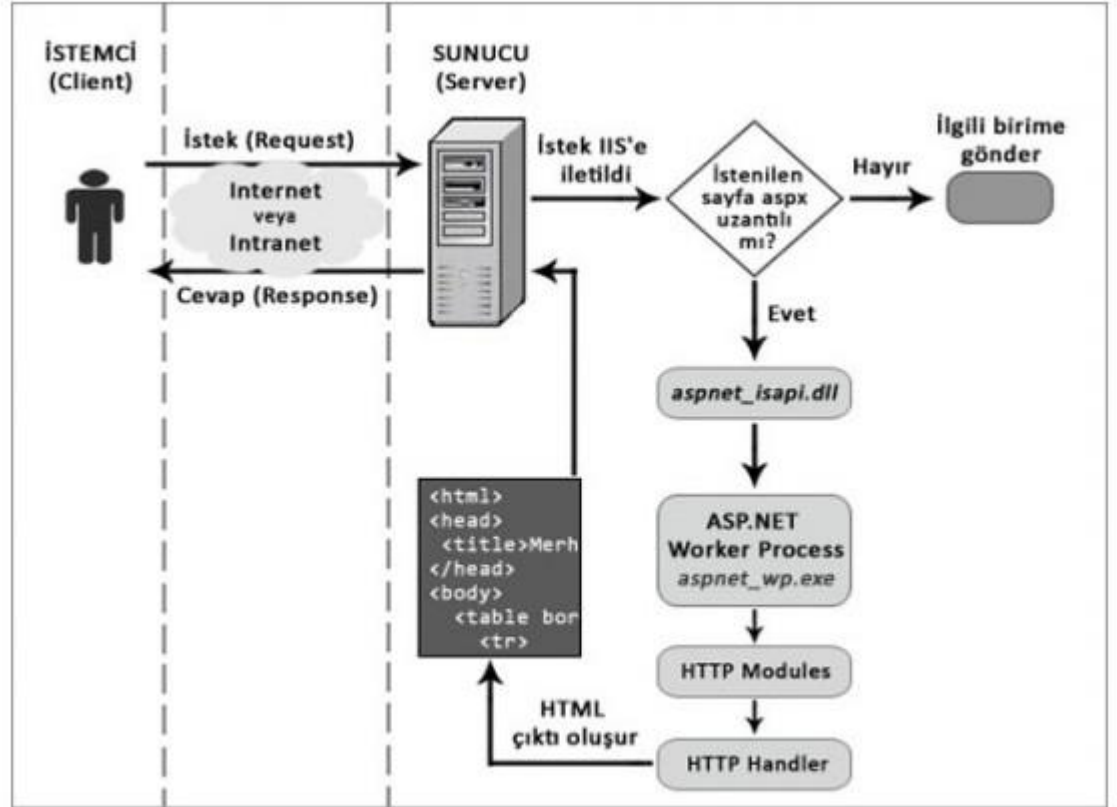 İSTEMCİ
(Client)
SUNUCU
(Server)
İstek (Request)
Internet
veya
Intranet
Cevap (Response)
İstek IIS'e
iletildi
İstenilen
sayfa aspx
uzantılı
mı?
Hayır
İlgili birime
gönder
Evet
aspnet_isapi.dll
ASP.NET
Worker Process
aspnet_wp.exe
HTTP Modules
HTTP Handler
HTML
çıktı oluşur
<html>
<head>
<title>Merh
</head>
<body>
<table bor
<tr>